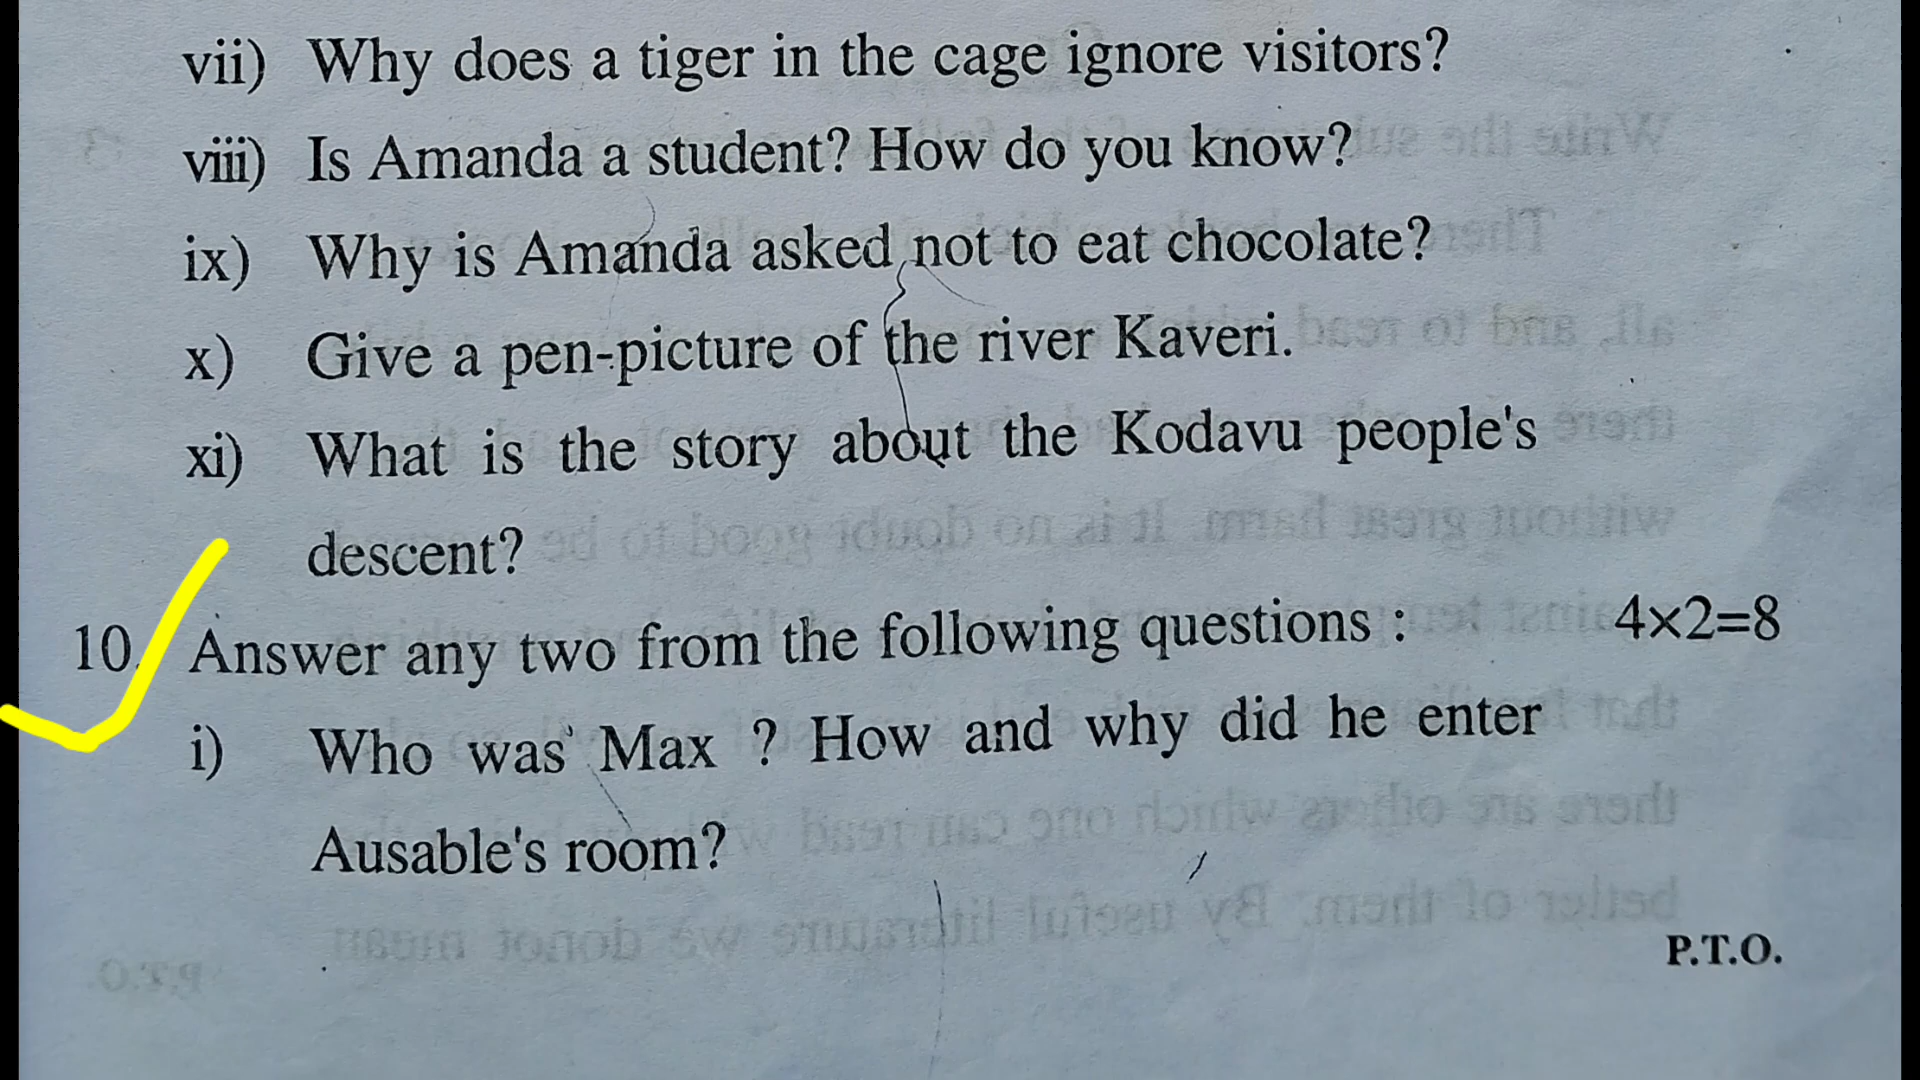 vii) Why does a tiger in the cage ignore visitors?
viii) Is Amanda a student? How do you know?
ix) Why is Amanda asked not to eat chocolate?
x) Give a pen-picture of the river Kaveri.
xi) What is the story about the Kodavu people's
descent?
10. Answer any two from the following questions : 4×2=8
i) Who was Max ? How and why did he enter
Ausable's room?
P.T.O.